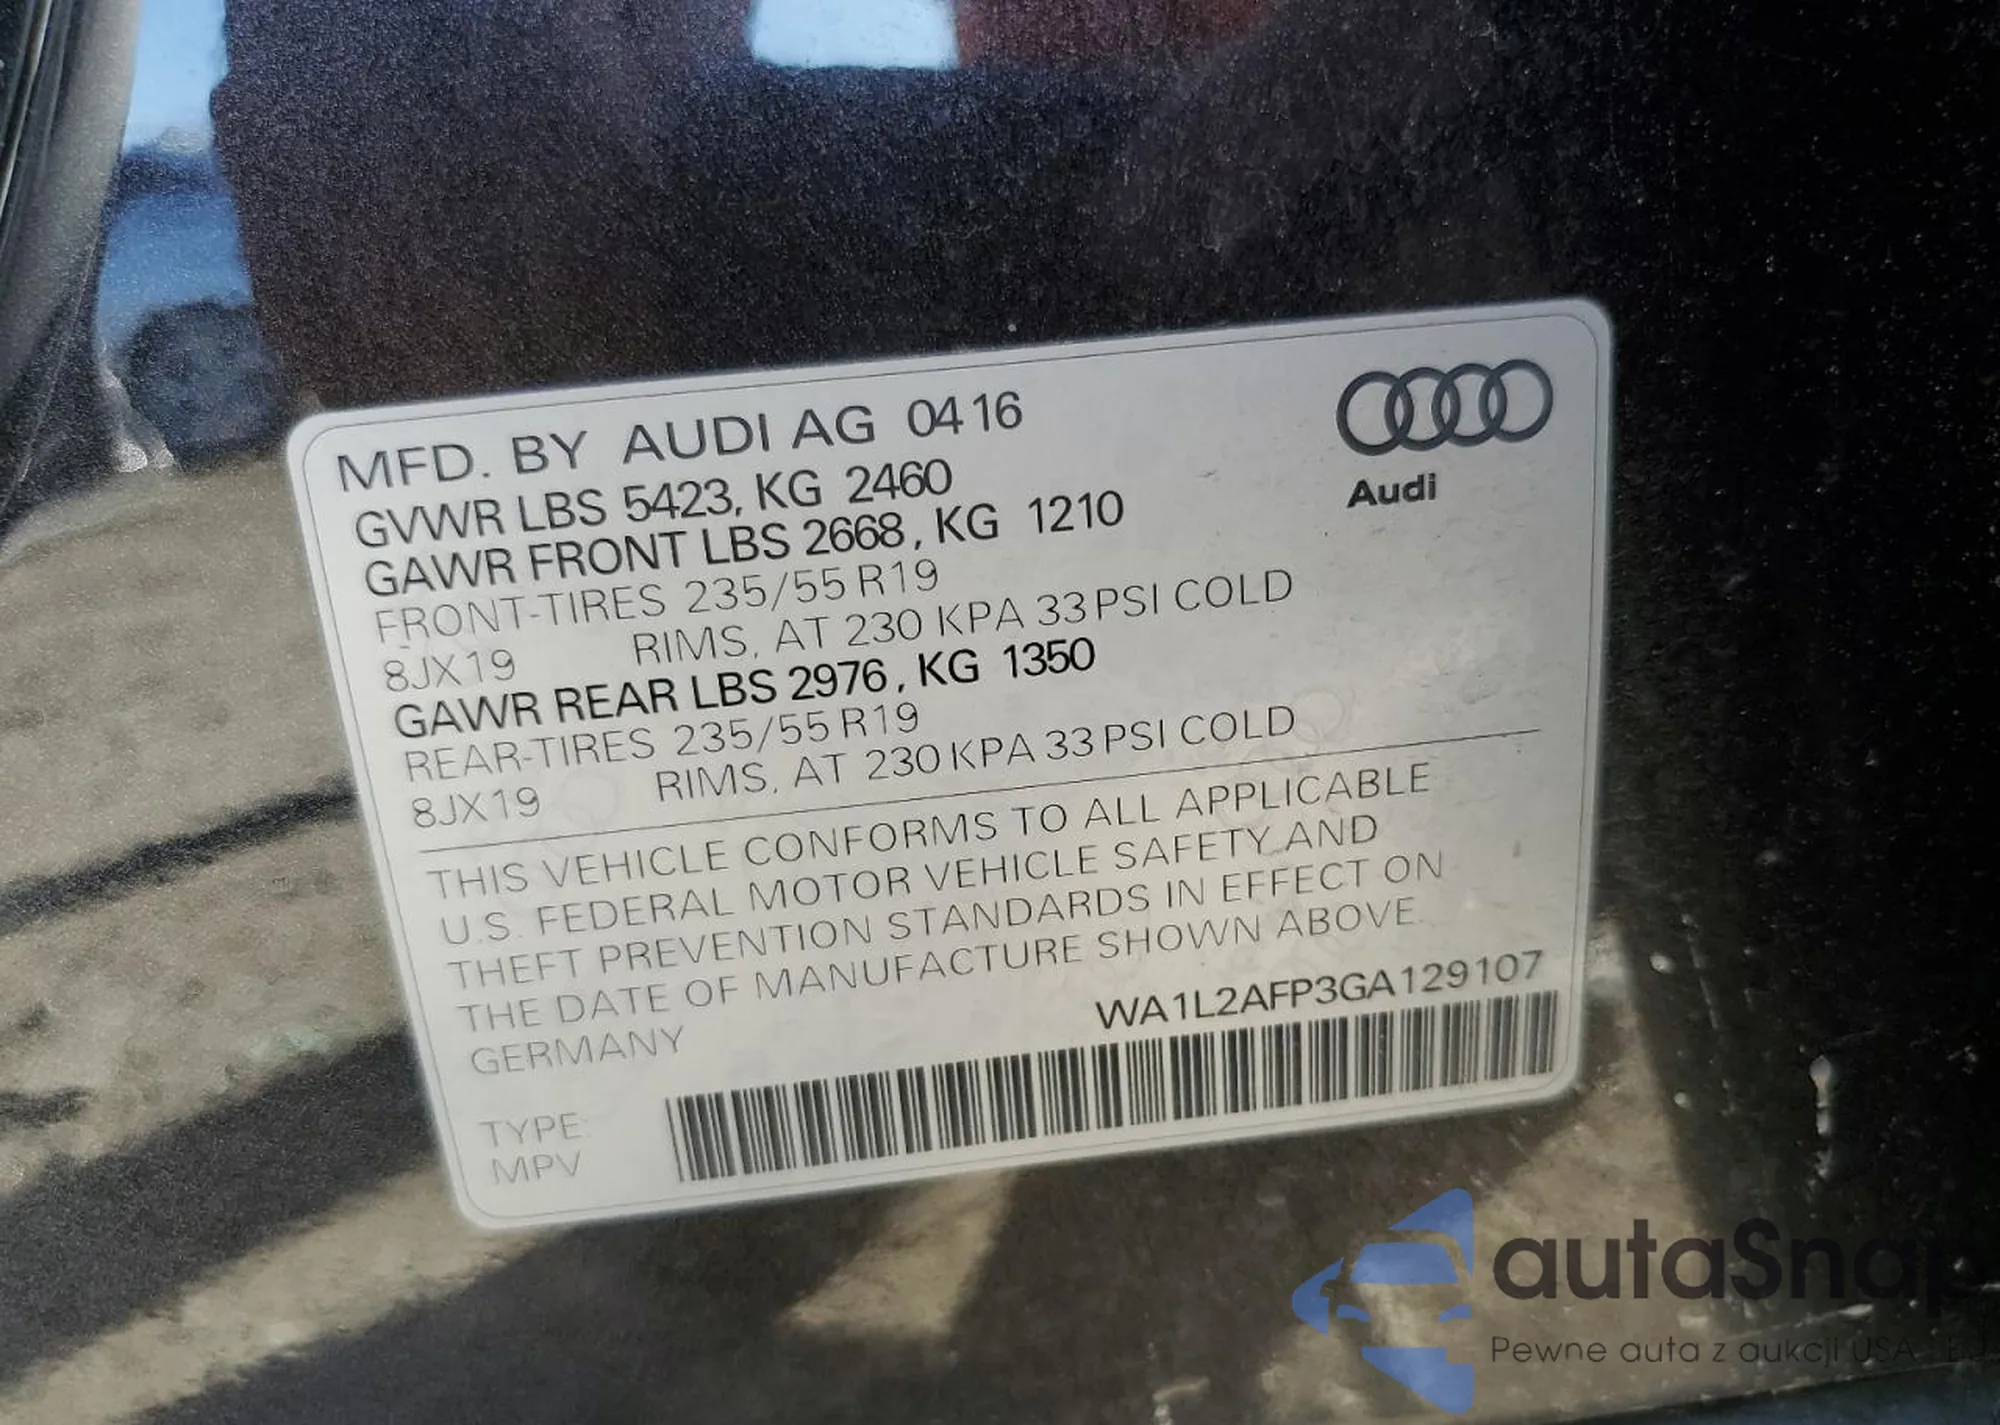 MFD. BY AUDI AG 04 16
GVWR LBS 5423, KG 2460
GAWR FRONT LBS 2668, KG 1210
FRONT-TIRES 235/55 R19
8JX19 RIMS, AT 230 KPA 33 PSI COLD
GAWR REAR LBS 2976, KG 1350
REAR-TIRES 235/55 R19
8JX19 RIMS, AT 230 KPA 33 PSI COLD
THIS VEHICLE CONFORMS TO ALL APPLICABLE
U.S. FEDERAL MOTOR VEHICLE SAFETY AND
THEFT PREVENTION STANDARDS IN EFFECT ON
THE DATE OF MANUFACTURE SHOWN ABOVE.
GERMANY
WA1L2AFP3GA129107
TYPE:
MPV
Audi
autaSnap
Pewne auta z aukcji USA